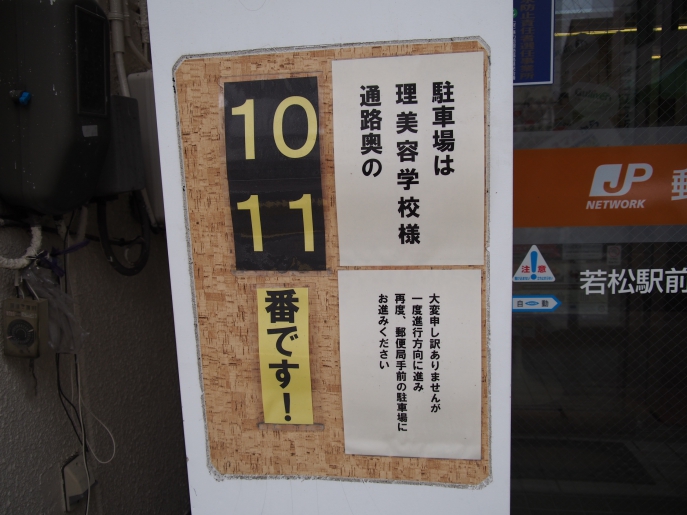 駐車場は
理美容学校様
通路奥の
10
11
番です!
大変申し訳ありませんが
一度進行方向に進み
再度、郵便局手前の駐車場に
お進みください
JP
NETWORK
郵
注意
自動
若松駅前